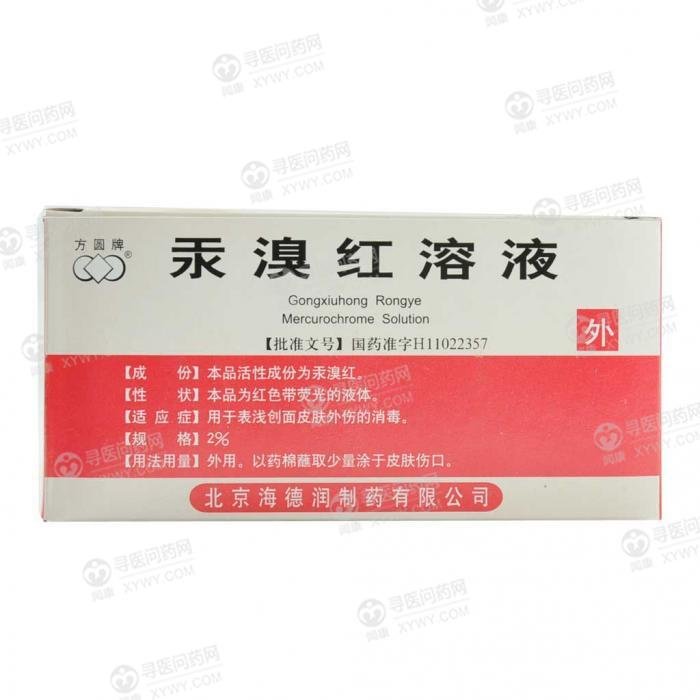 方圆牌
®
汞溴红溶液
Gongxiuhong Rongye
Mercurochrome Solution
【批准文号】国药准字H11022357
外
【成份】本品活性成份为汞溴红。
【性状】本品为红色带荧光的液体。
【适应症】用于表浅创面皮肤外伤的消毒。
【规格】2%
【用法用量】外用。以药棉蘸取少量涂于皮肤伤口。
北京海德润制药有限公司
寻医问药网
XYWY.COM
闻康